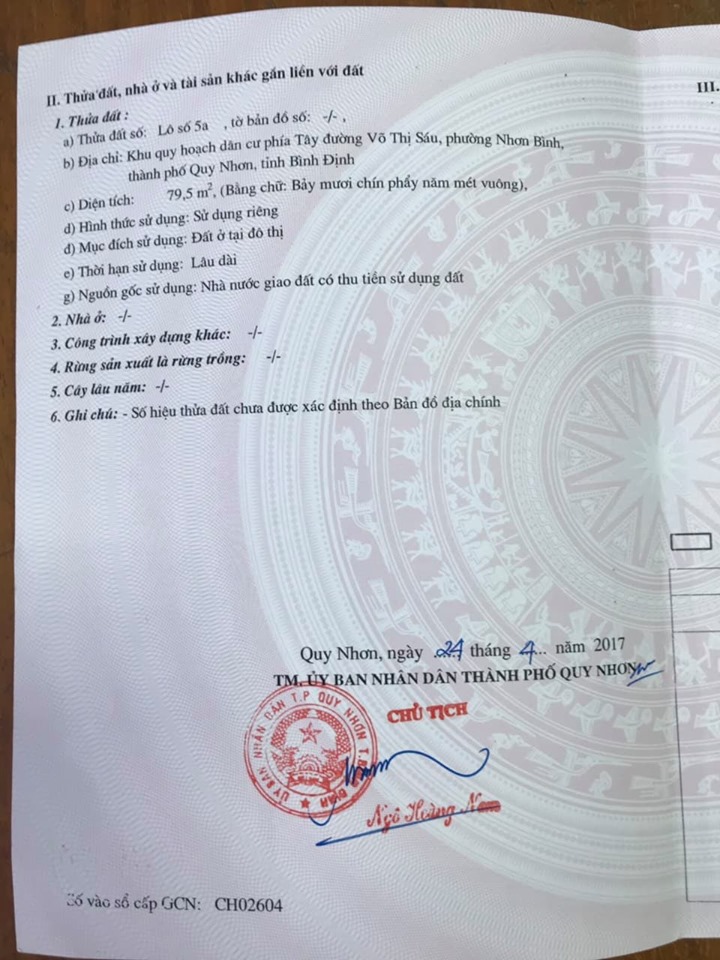 II. Thửa đất, nhà ở và tài sản khác gắn liền với đất
III.
1. Thửa đất :
a) Thửa đất số: Lô số 5a , tờ bản đồ số: -/- ,
b) Địa chỉ: Khu quy hoạch dân cư phía Tây đường Võ Thị Sáu, phường Nhơn Bình,
thành phố Quy Nhơn, tỉnh Bình Định
c) Diện tích: 79,5 m², (Bằng chữ: Bảy mươi chín phẩy năm mét vuông),
d) Hình thức sử dụng: Sử dụng riêng
đ) Mục đích sử dụng: Đất ở tại đô thị
e) Thời hạn sử dụng: Lâu dài
g) Nguồn gốc sử dụng: Nhà nước giao đất có thu tiền sử dụng đất
2. Nhà ở: -/-
3. Công trình xây dựng khác: -/-
4. Rừng sản xuất là rừng trồng: -/-
5. Cây lâu năm: -/-
6. Ghi chú: - Số hiệu thửa đất chưa được xác định theo Bản đồ địa chính
Quy Nhơn, ngày 24 tháng 4... năm 2017
TM. ỦY BAN NHÂN DÂN THÀNH PHỐ QUY NHƠN
CHỦ TỊCH
ỦY BAN NHÂN DÂN T.P QUY NHƠN
Ngô Hoàng Nam
Số vào sổ cấp GCN: CH02604